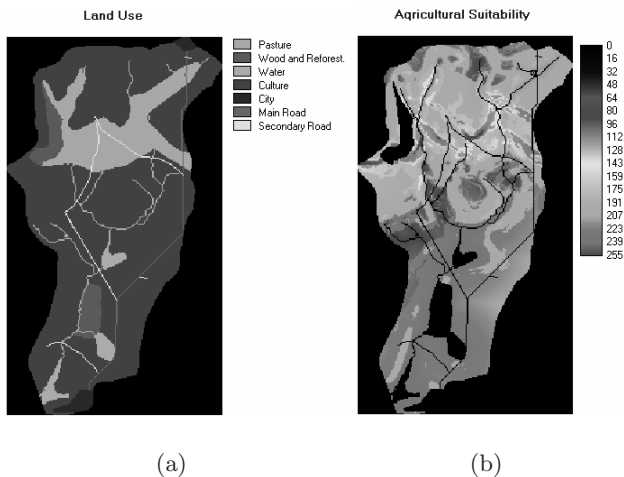 Land Use
Pasture
Wood and Reforest.
Water
Culture
City
Main Road
Secondary Road
Agricultural Suitability
0
16
32
48
64
80
96
112
128
143
159
175
191
207
223
239
255
(a)
(b)